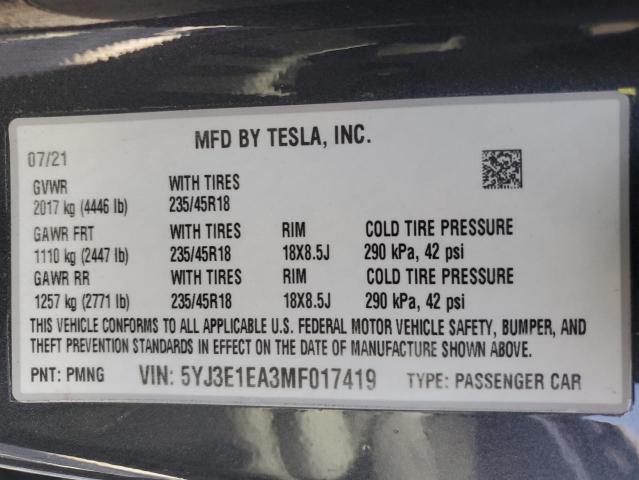 MFD BY TESLA, INC.
07/21
GVWR WITH TIRES
2017 kg (4446 lb) 235/45R18
GAWR FRT WITH TIRES RIM COLD TIRE PRESSURE
1110 kg (2447 lb) 235/45R18 18X8.5J 290 kPa, 42 psi
GAWR RR WITH TIRES RIM COLD TIRE PRESSURE
1257 kg (2771 lb) 235/45R18 18X8.5J 290 kPa, 42 psi
THIS VEHICLE CONFORMS TO ALL APPLICABLE U.S. FEDERAL MOTOR VEHICLE SAFETY, BUMPER, AND
THEFT PREVENTION STANDARDS IN EFFECT ON THE DATE OF MANUFACTURE SHOWN ABOVE.
PNT: PMNG VIN: 5YJ3E1EA3MF017419 TYPE: PASSENGER CAR